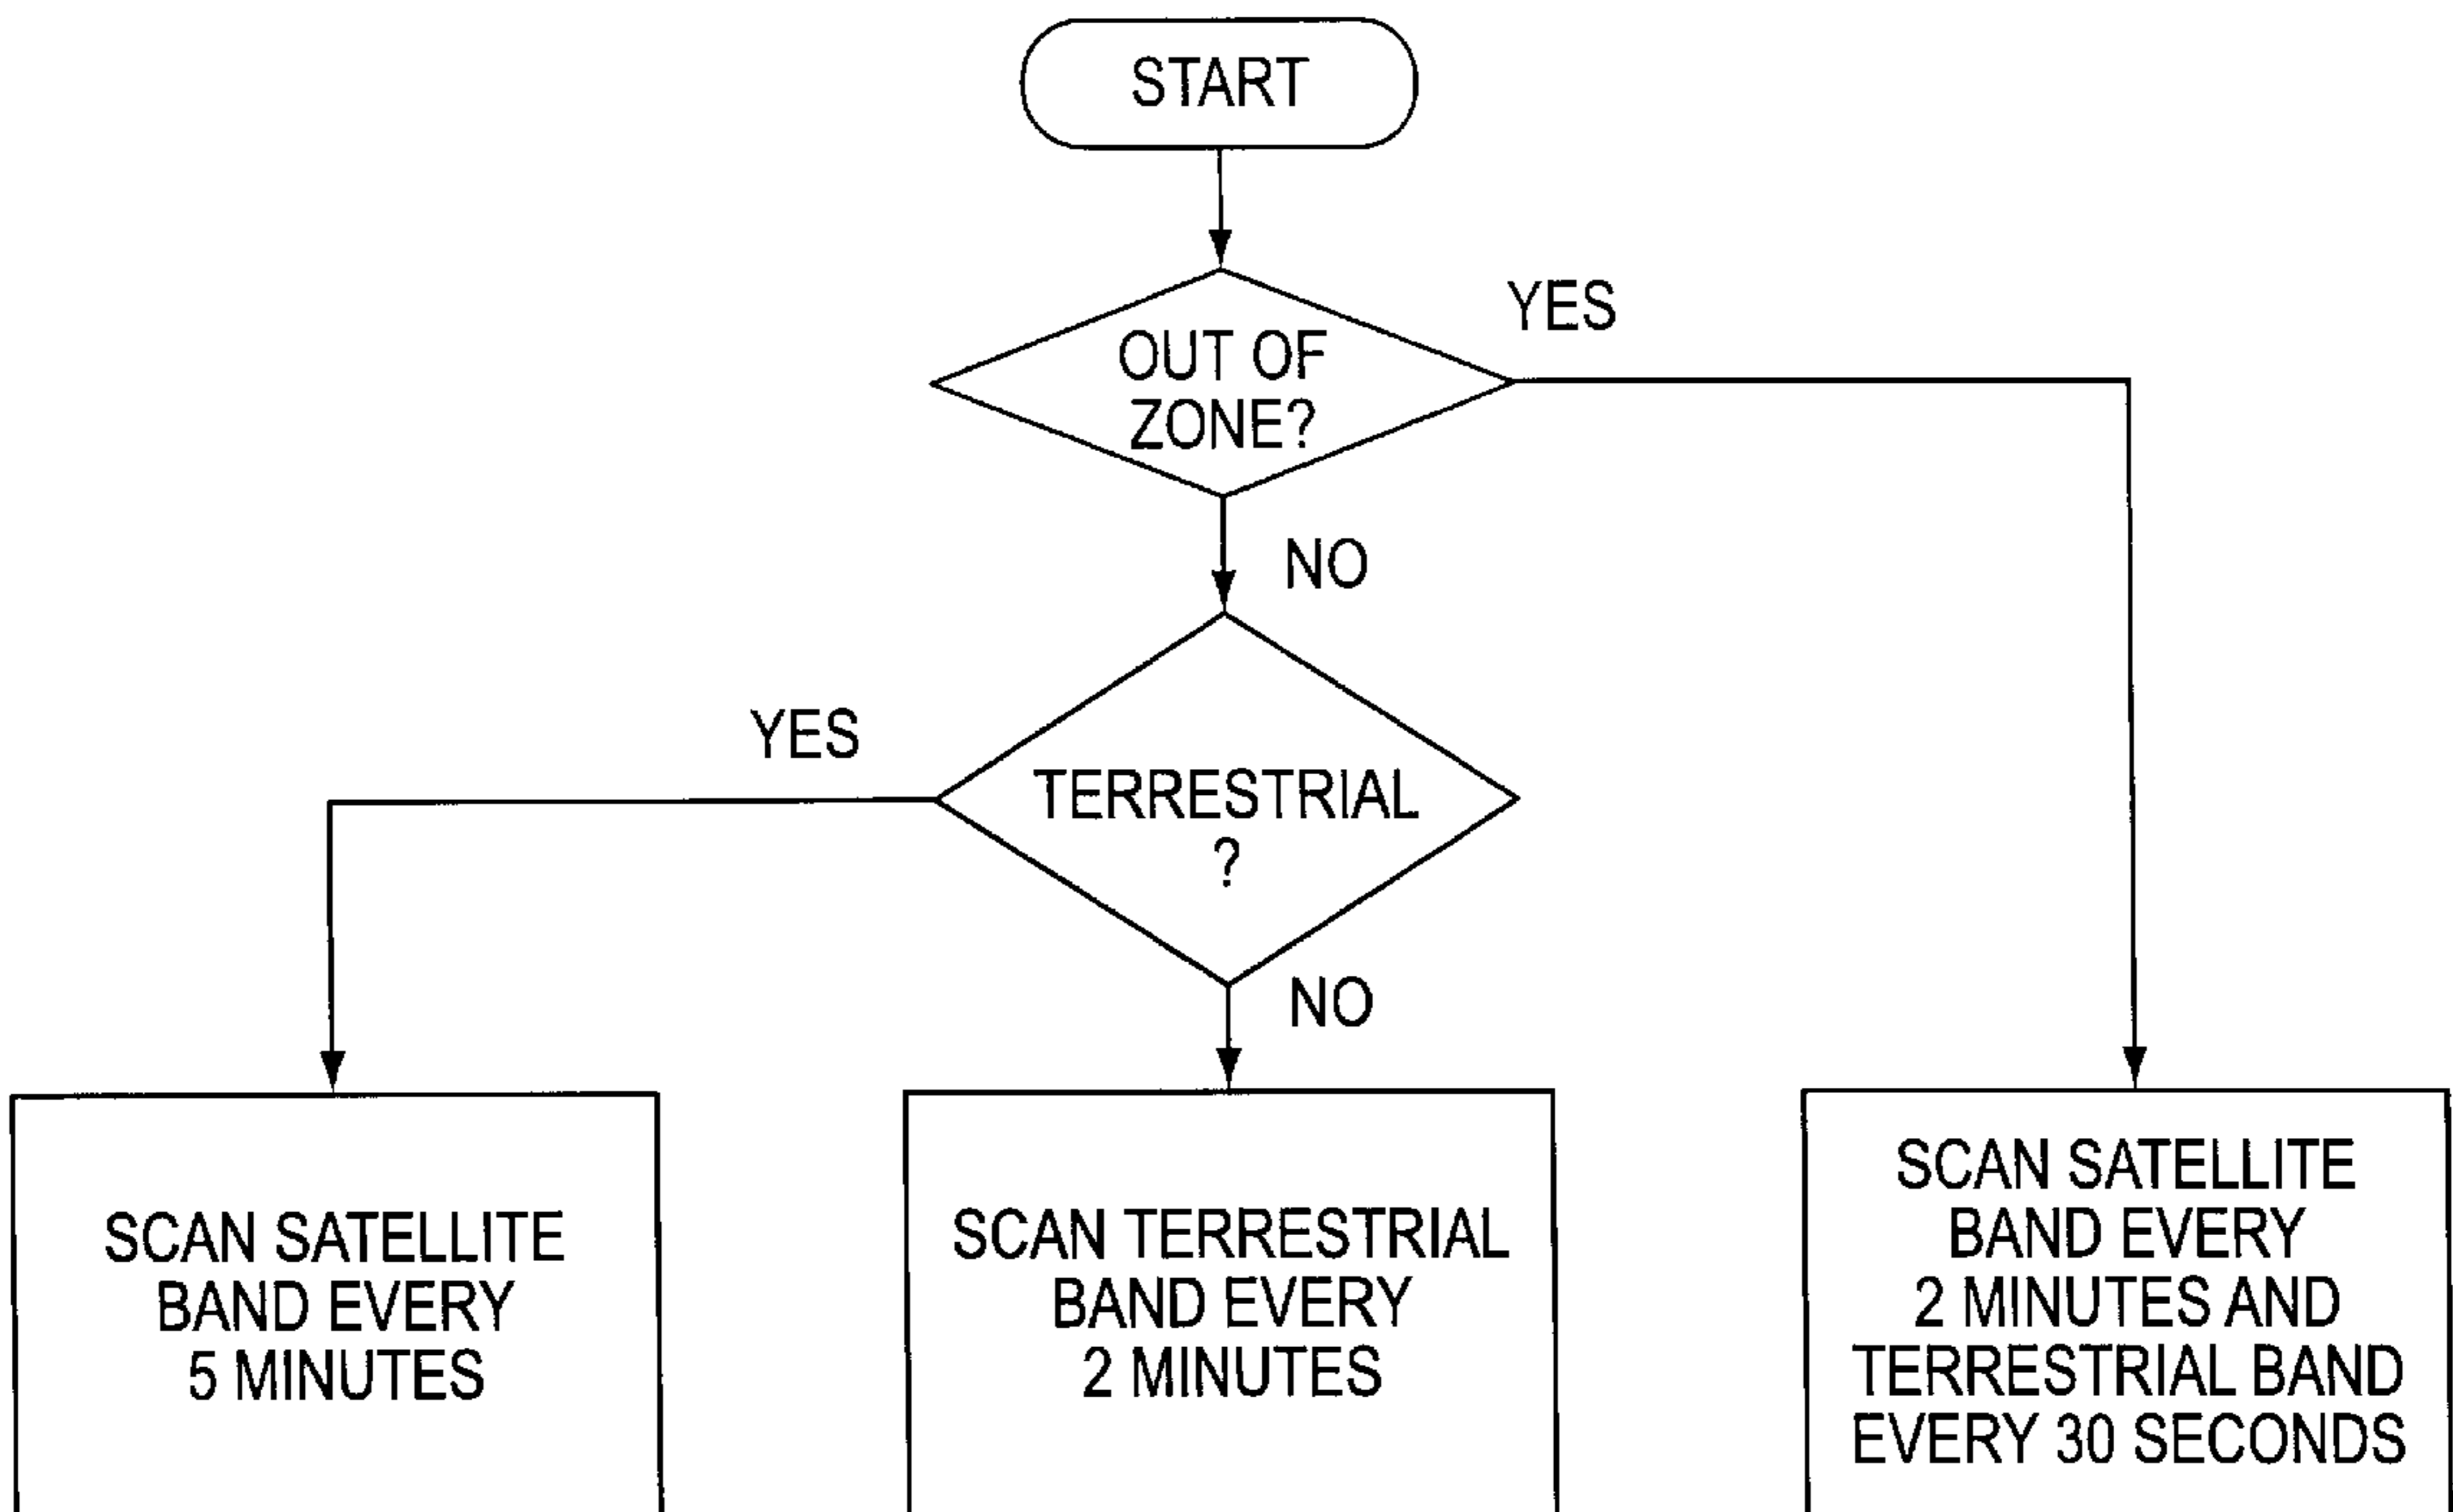 START
OUT OF
ZONE?
YES
NO
TERRESTRIAL
?
YES
NO
SCAN SATELLITE
BAND EVERY
5 MINUTES
SCAN TERRESTRIAL
BAND EVERY
2 MINUTES
SCAN SATELLITE
BAND EVERY
2 MINUTES AND
TERRESTRIAL BAND
EVERY 30 SECONDS